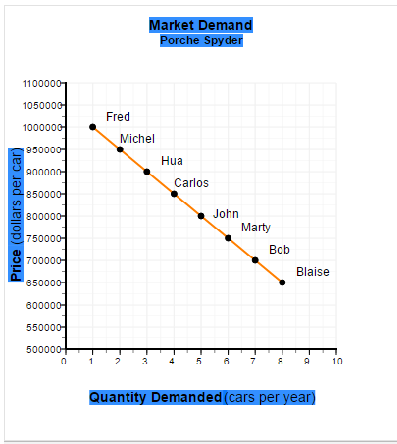 Market Demand
Porche Spyder
1100000
1050000
1000000
950000
900000
850000
800000
750000
700000
650000
600000
550000
500000
Price (dollars per car)
Fred
Michel
Hua
Carlos
John
Marty
Bob
Blaise
0 1 2 3 4 5 6 7 8 9 10
Quantity Demanded (cars per year)